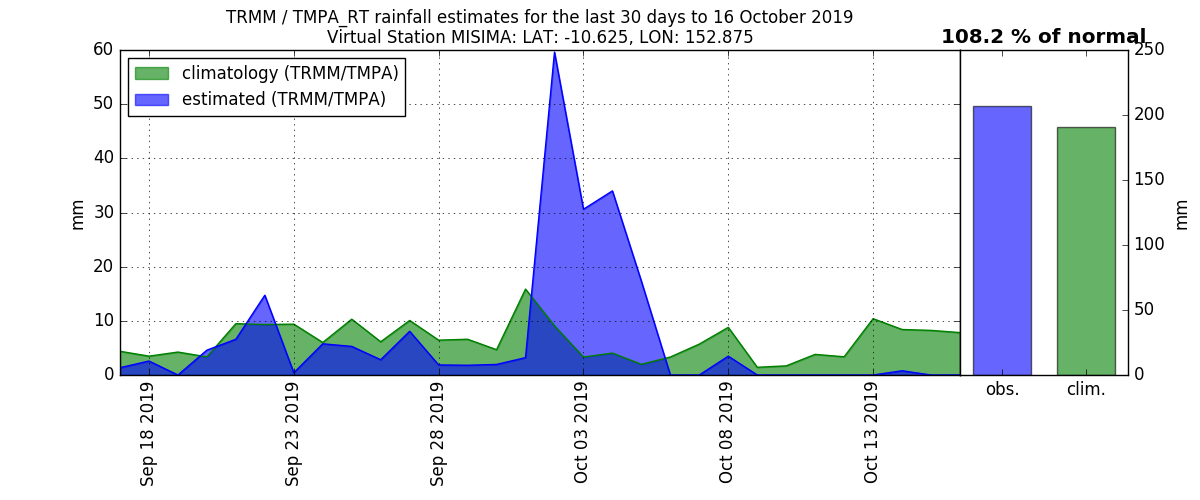 TRMM / TMPA_RT rainfall estimates for the last 30 days to 16 October 2019
Virtual Station MISIMA: LAT: -10.625, LON: 152.875
108.2 % of normal
climatology (TRMM/TMPA)
estimated (TRMM/TMPA)
60
50
40
30
20
10
0
mm
250
200
150
100
50
0
mm
obs.
clim.
Sep 18 2019
Sep 23 2019
Sep 28 2019
Oct 03 2019
Oct 08 2019
Oct 13 2019